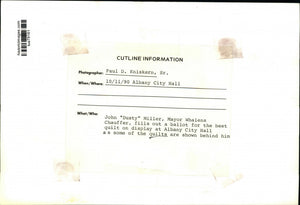 CUTLINE INFORMATION
Photographer: Paul D. Kniskern, Sr.
When/Where: 10/11/90 Albany City Hall
What/Who:
John "Dusty" Miller, Mayor Whalens
Chauffer, fills out a ballot for the best
quilt on display at Albany City Hall
as some of the quilts are shown behind him